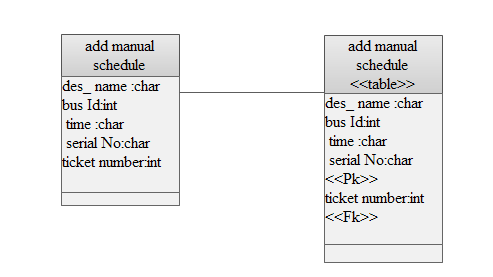 add manual
schedule
des_ name :char
bus Id:int
time :char
serial No:char
ticket number:int
add manual
schedule
<<table>>
des_ name :char
bus Id:int
time :char
serial No:char
<<Pk>>
ticket number:int
<<Fk>>